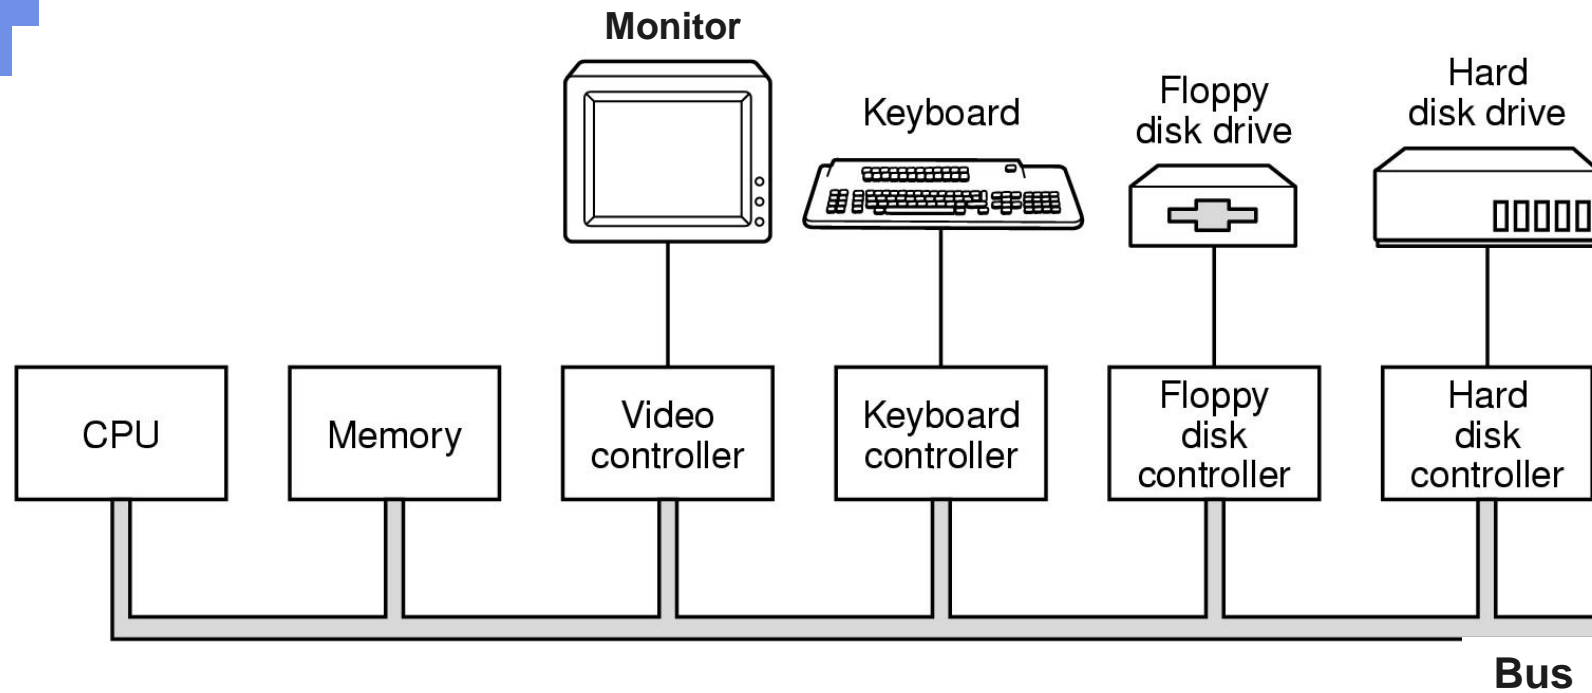 Monitor
Keyboard
Floppy
disk drive
Hard
disk drive
CPU
Memory
Video
controller
Keyboard
controller
Floppy
disk
controller
Hard
disk
controller
Bus